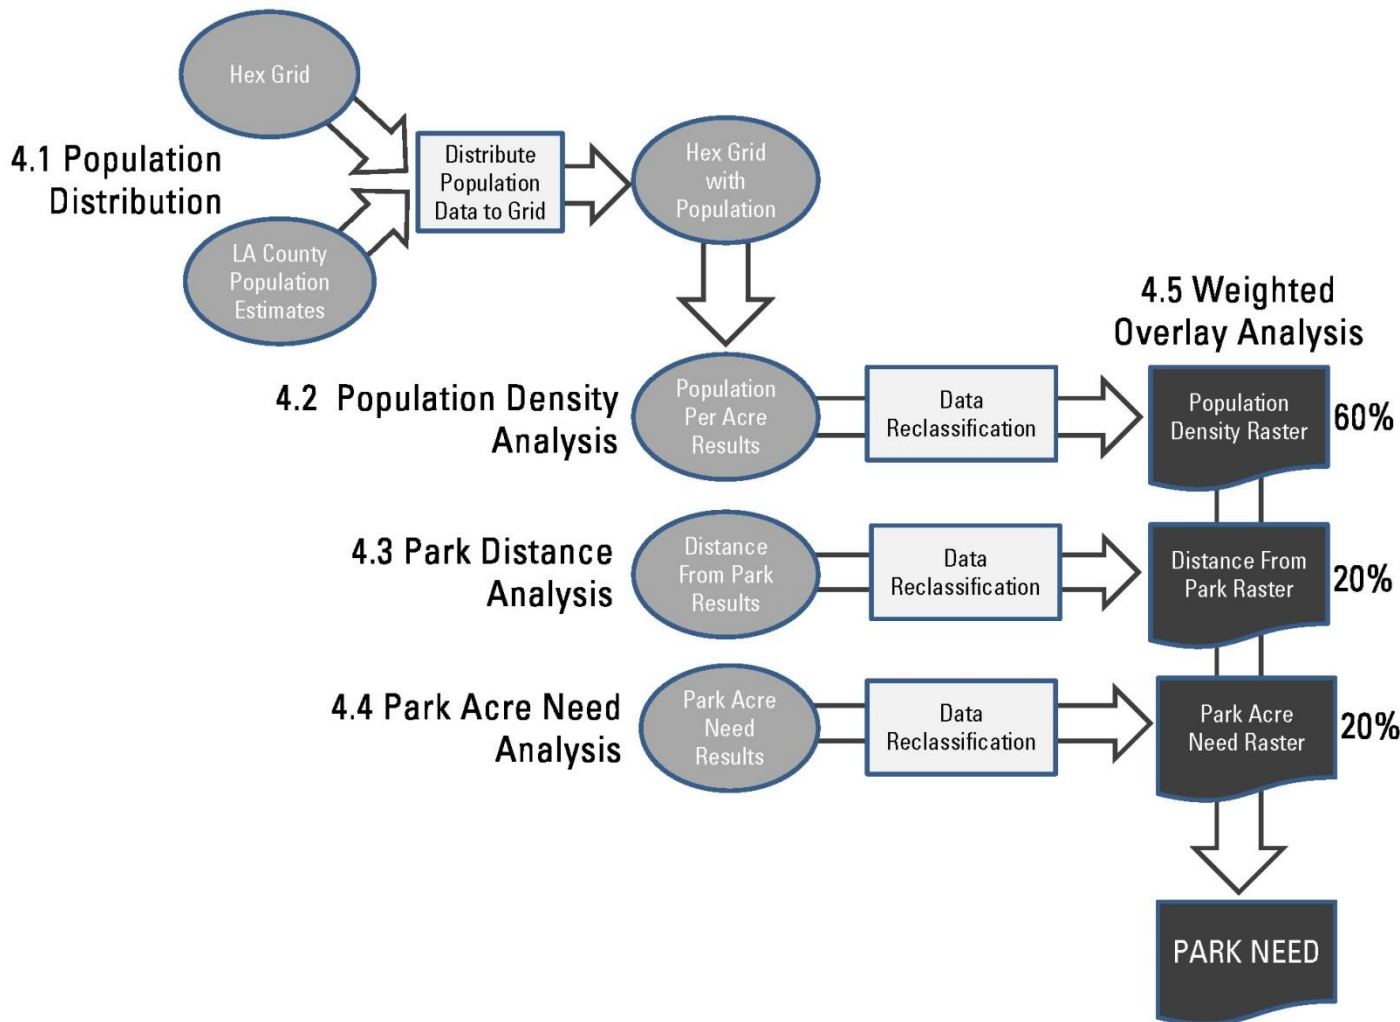 Hex Grid
4.1 Population
Distribution
LA County
Population
Estimates
Distribute
Population
Data to Grid
Hex Grid
with
Population
4.5 Weighted
Overlay Analysis
4.2 Population Density
Analysis
Population
Per Acre
Results
Data
Reclassification
Population
Density Raster
60%
4.3 Park Distance
Analysis
Distance
From Park
Results
Data
Reclassification
Distance From
Park Raster
20%
4.4 Park Acre Need
Analysis
Park Acre
Need
Results
Data
Reclassification
Park Acre
Need Raster
20%
PARK NEED